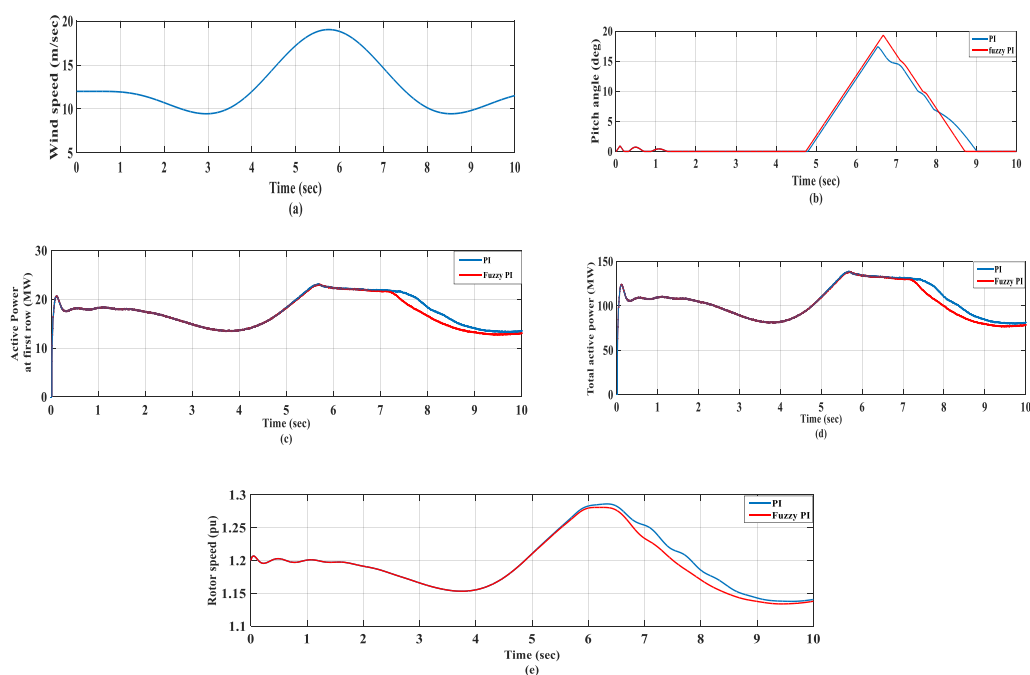 20
15
10
5
Wind speed (m/sec)
0 1 2 3 4 5 6 7 8 9 10
Time (sec)
(a)
20
15
10
5
0
Pitch angle (deg)
PI
fuzzy PI
0 1 2 3 4 5 6 7 8 9 10
Time (sec)
(b)
30
20
10
0
Active Power
at first (MW)
PI
Fuzzy PI
0 1 2 3 4 5 6 7 8 9 10
Time (sec)
(c)
150
100
50
0
Total active power (MW)
PI
Fuzzy PI
0 1 2 3 4 5 6 7 8 9 10
Time (sec)
(d)
1.3
1.25
1.2
1.15
1.1
Rotor speed (pu)
PI
Fuzzy PI
0 1 2 3 4 5 6 7 8 9 10
Time (sec)
(e)